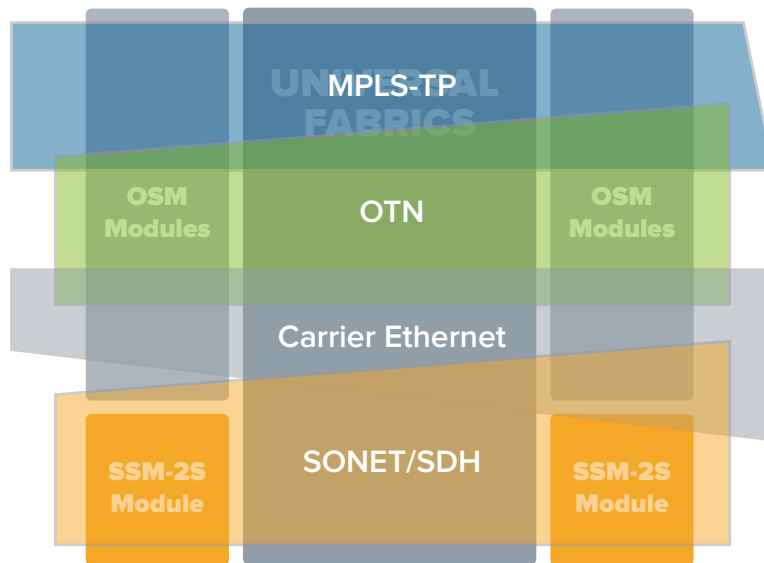 UNIVERSAL
FABRICS
MPLS-TP
OSM
Modules
OTN
OSM
Modules
Carrier Ethernet
SSM-2S
Module
SONET/SDH
SSM-2S
Module